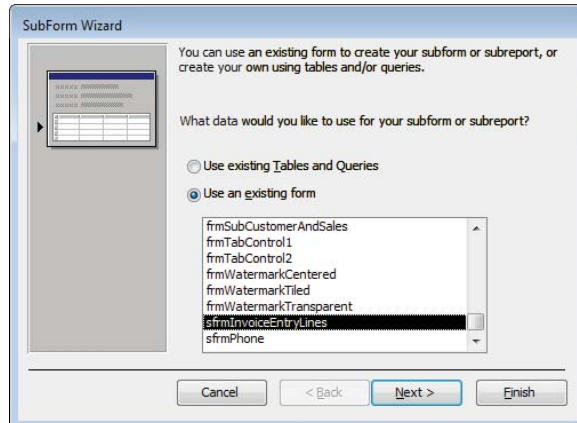 SubForm Wizard
You can use an existing form to create your subform or subreport, or
create your own using tables and/or queries.
What data would you like to use for your subform or subreport?
Use existing Tables and Queries
Use an existing form
frmSubCustomerAndSales
frmTabControl1
frmTabControl2
frmWatermarkCentered
frmWatermarkTiled
frmWatermarkTransparent
sfrmInvoiceEntryLines
sfrmPhone
Cancel
< Back
Next >
Finish